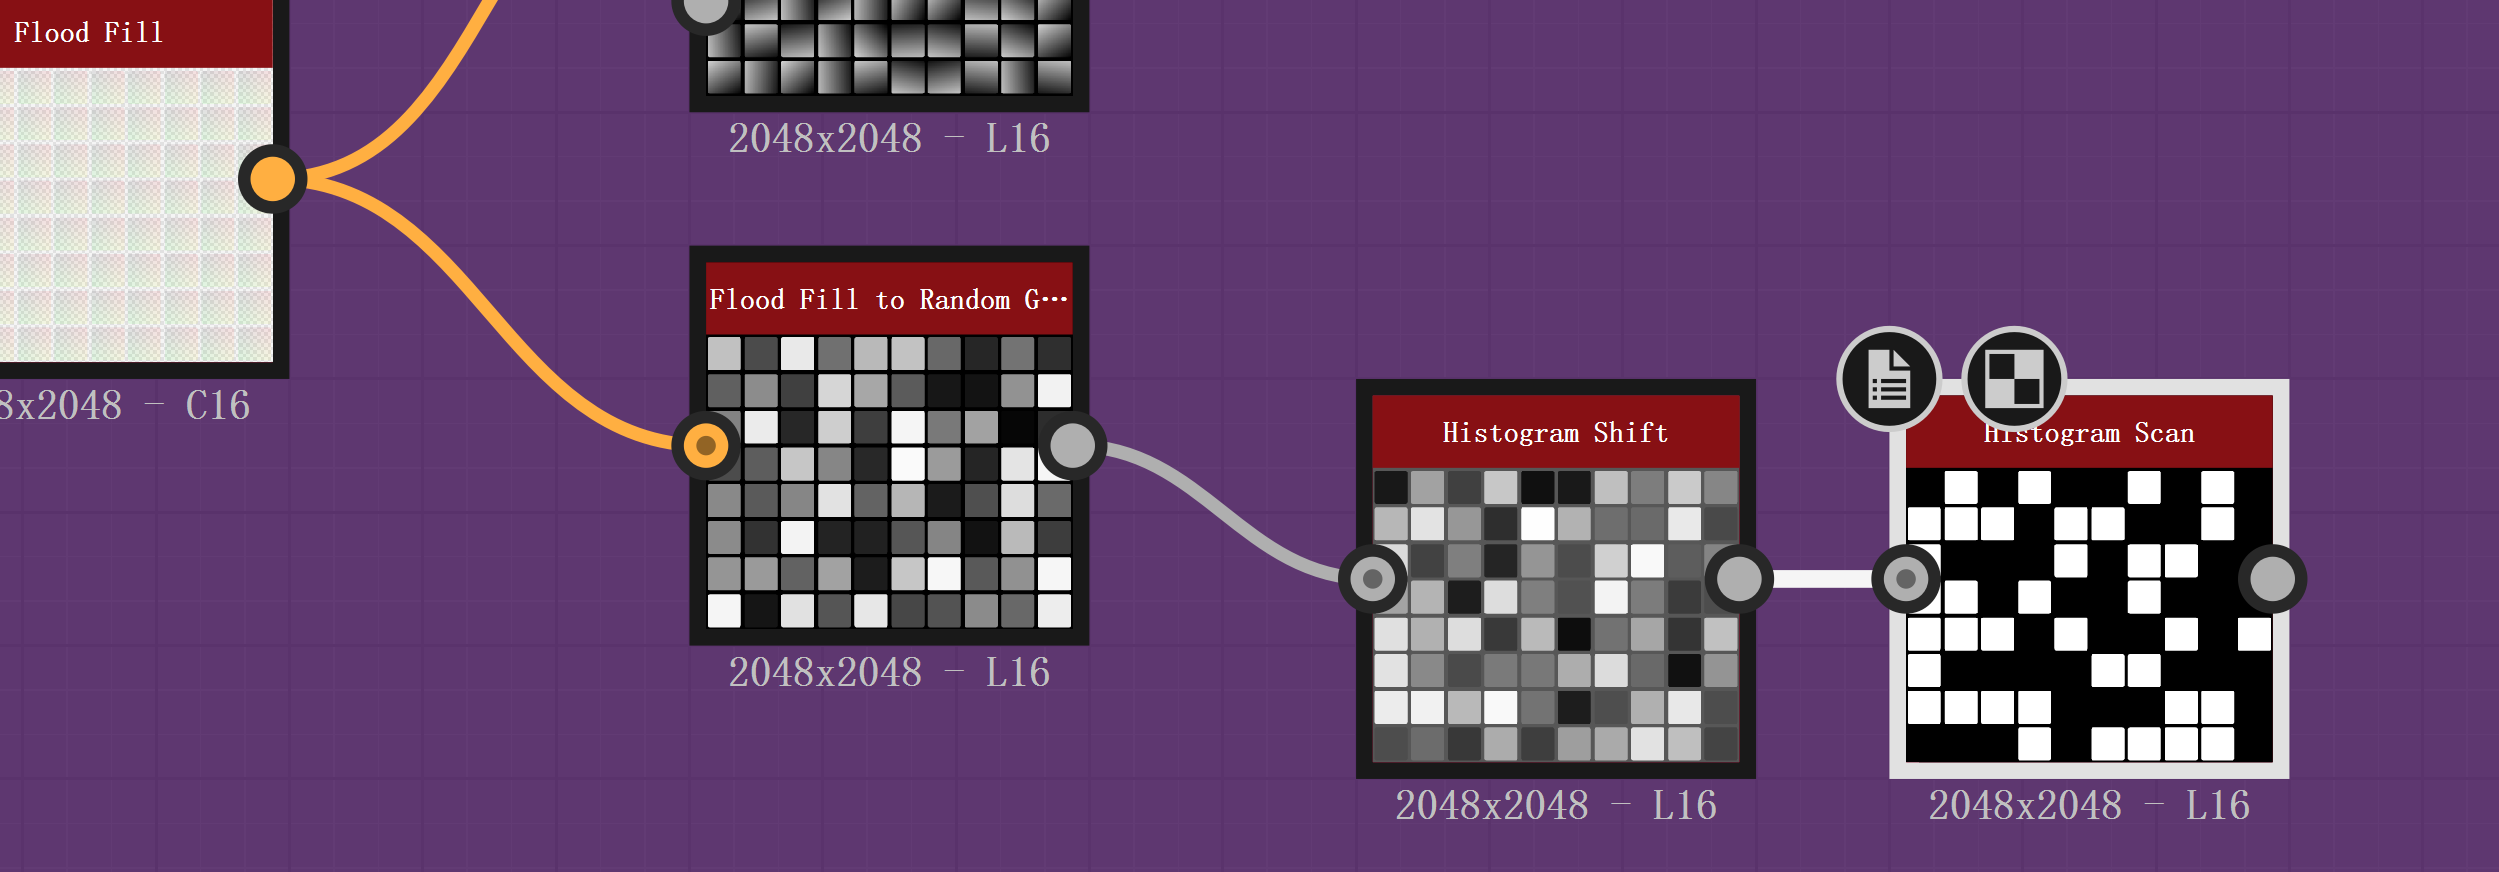 Flood Fill
2048x2048 - L16
8x2048 - C16
Flood Fill to Random G…
2048x2048 - L16
Histogram Shift
2048x2048 - L16
Histogram Scan
2048x2048 - L16